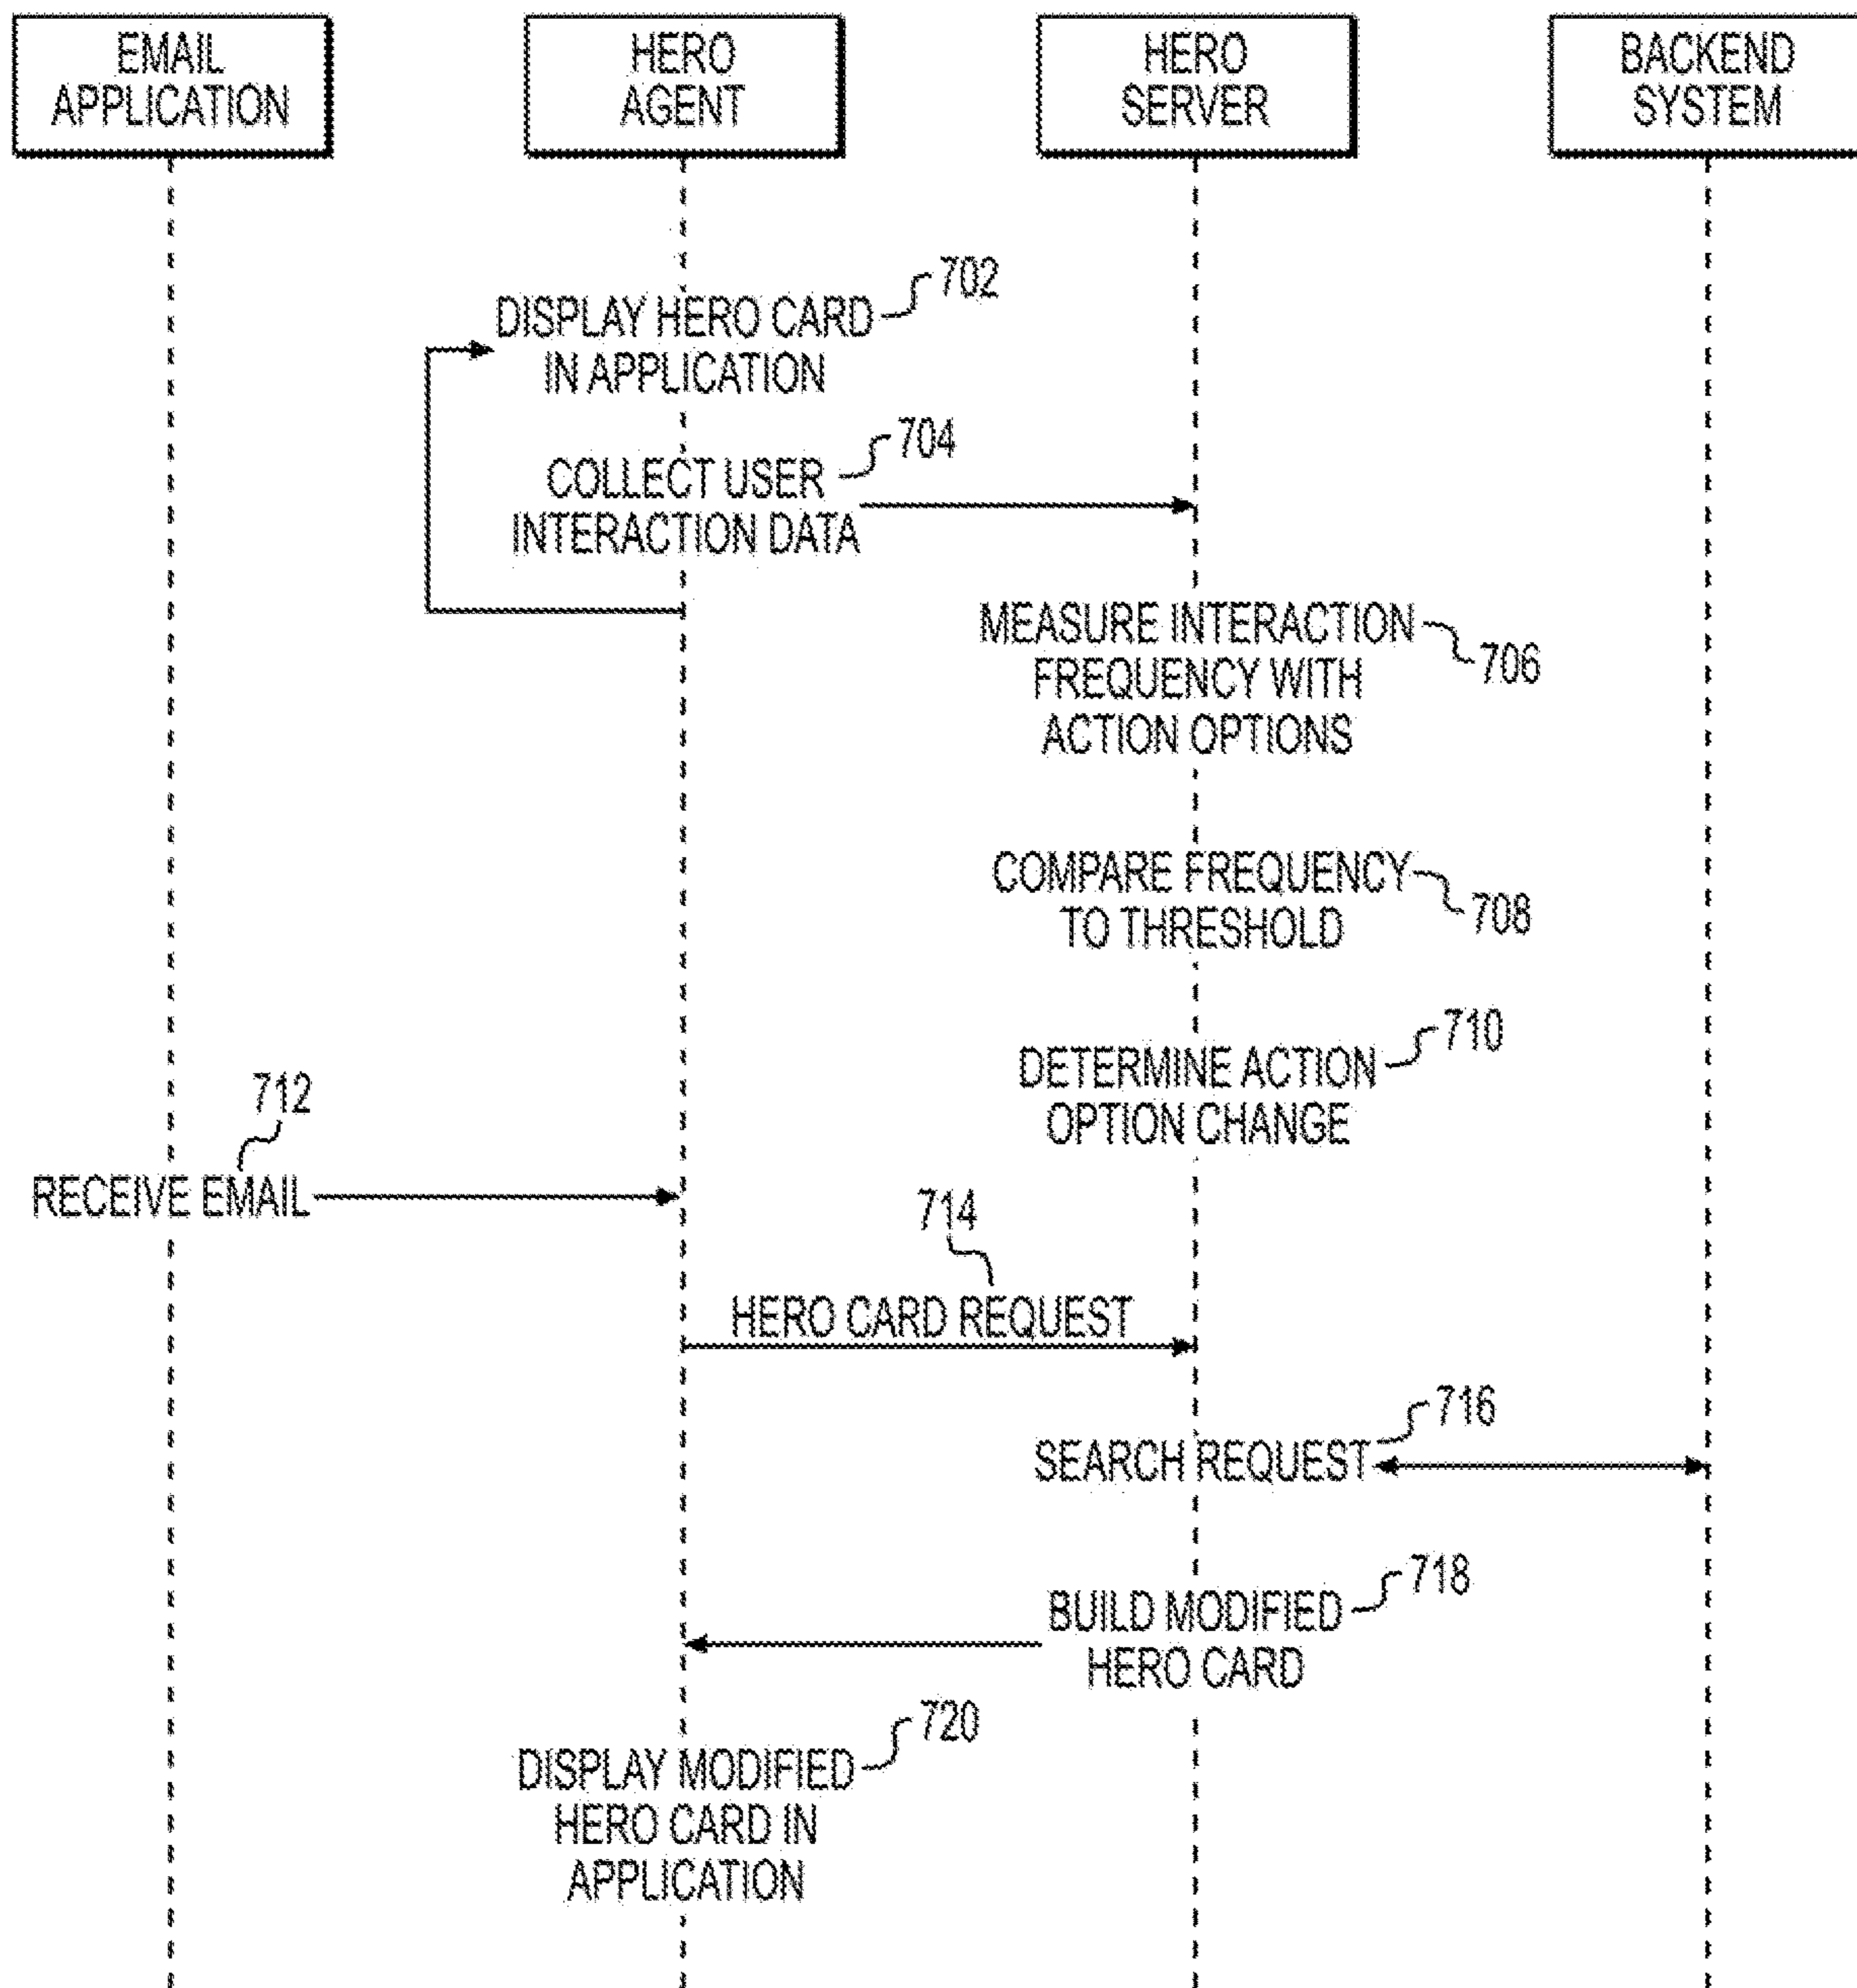 EMAIL
APPLICATION
HERO
AGENT
HERO
SERVER
BACKEND
SYSTEM
702
DISPLAY HERO CARD
IN APPLICATION
704
COLLECT USER
INTERACTION DATA
MEASURE INTERACTION
FREQUENCY WITH
ACTION OPTIONS
706
COMPARE FREQUENCY
TO THRESHOLD
708
710
DETERMINE ACTION
OPTION CHANGE
712
RECEIVE EMAIL
714
HERO CARD REQUEST
716
SEARCH REQUEST
718
BUILD MODIFIED
HERO CARD
720
DISPLAY MODIFIED
HERO CARD IN
APPLICATION